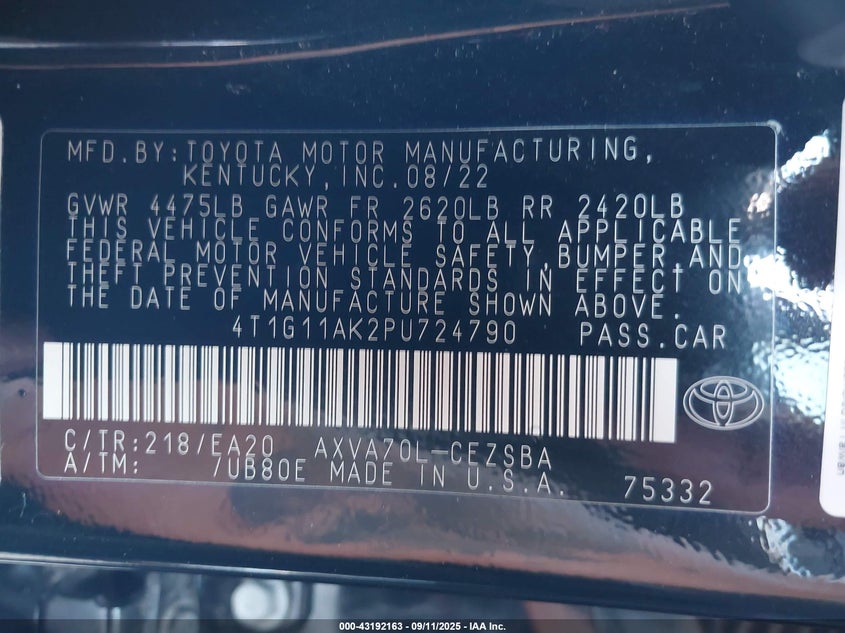 MFD.BY:TOYOTA MOTOR MANUFACTURING,
KENTUCKY,INC.08/22
GVWR 4475LB GAWR FR 2620LB RR 2420LB
THIS VEHICLE CONFORMS TO ALL APPLICABLE
FEDERAL MOTOR VEHICLE SAFETY,BUMPER,AND
THEFT PREVENTION STANDARDS IN EFFECT ON
THE DATE OF MANUFACTURE SHOWN ABOVE.
4T1G11AK2PU724790 PASS.CAR
C/TR:218/EA20 AXVA70L-CEZSBA
A/TM: /UB80E MADE IN U.S.A. 75332
000-43192163 - 09/11/2025 - IAA Inc.